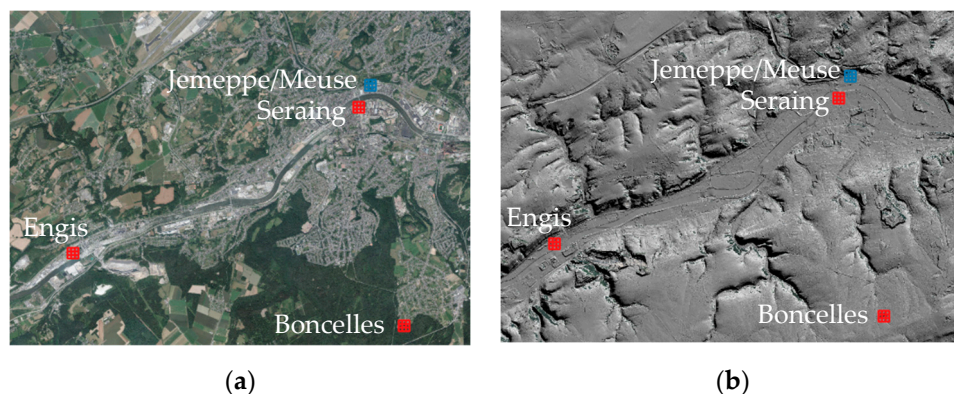 Jemeppe/Meuse
Seraing
Engis
Boncelles
(a)
Jemeppe/Meuse
Seraing
Engis
Boncelles
(b)